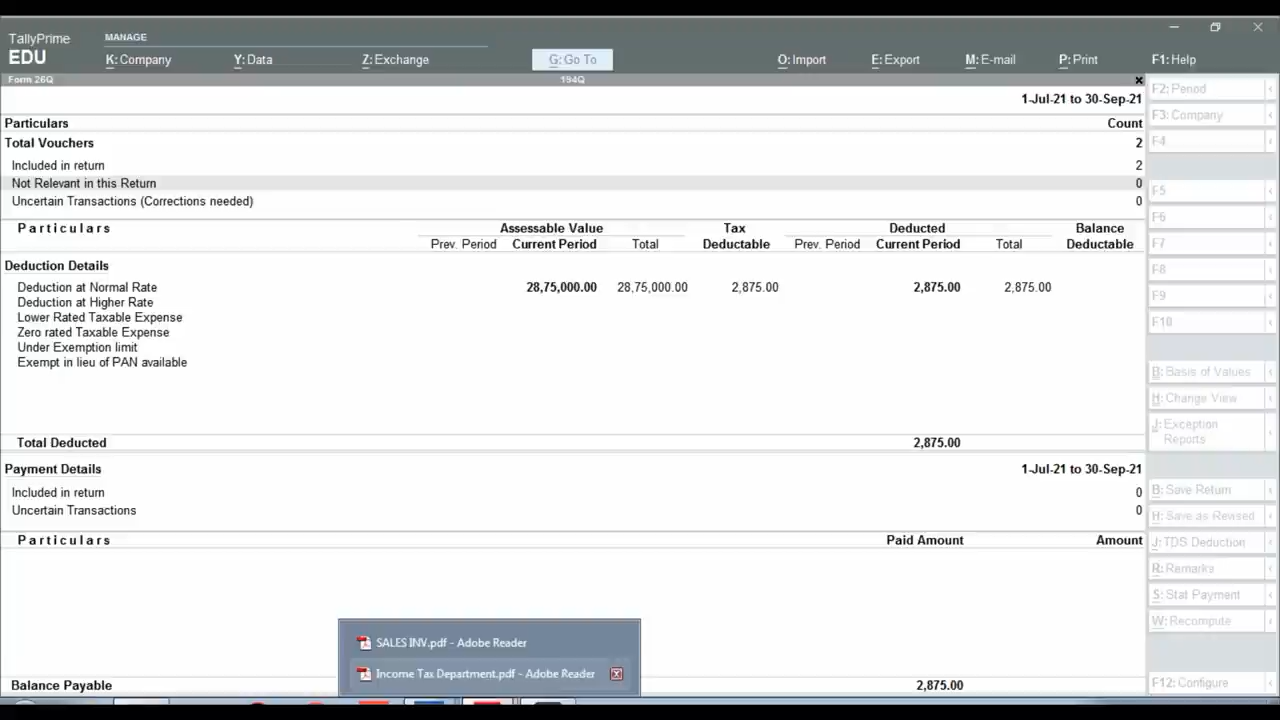 TallyPrime
EDU
MANAGE
K: Company Y: Data Z: Exchange G: Go To O: Import E: Export M: E-mail P: Print F1: Help
Form 26Q 194Q
1-Jul-21 to 30-Sep-21
Particulars Count
Total Vouchers 2
Included in return 2
Not Relevant in this Return 0
Uncertain Transactions (Corrections needed) 0
Particulars Assessable Value Tax Deducted Balance
Prev. Period Current Period Total Deductable Prev. Period Current Period Total Deductable
Deduction Details
Deduction at Normal Rate 28,75,000.00 28,75,000.00 2,875.00 2,875.00 2,875.00
Deduction at Higher Rate
Lower Rated Taxable Expense
Zero rated Taxable Expense
Under Exemption limit
Exempt in lieu of PAN available
Total Deducted 2,875.00
Payment Details 1-Jul-21 to 30-Sep-21
Included in return 0
Uncertain Transactions 0
Particulars Paid Amount Amount
SALES INV.pdf - Adobe Reader
Income Tax Department.pdf - Adobe Reader
Balance Payable 2,875.00
F2: Period
F3: Company
F4
F5
F6
F7
F8
F9
F10
B: Basis of Values
H: Change View
J: Exception
Reports
B: Save Return
H: Save as Revised
J: TDS Deduction
R: Remarks
S: Stat Payment
W: Recompute
F12: Configure